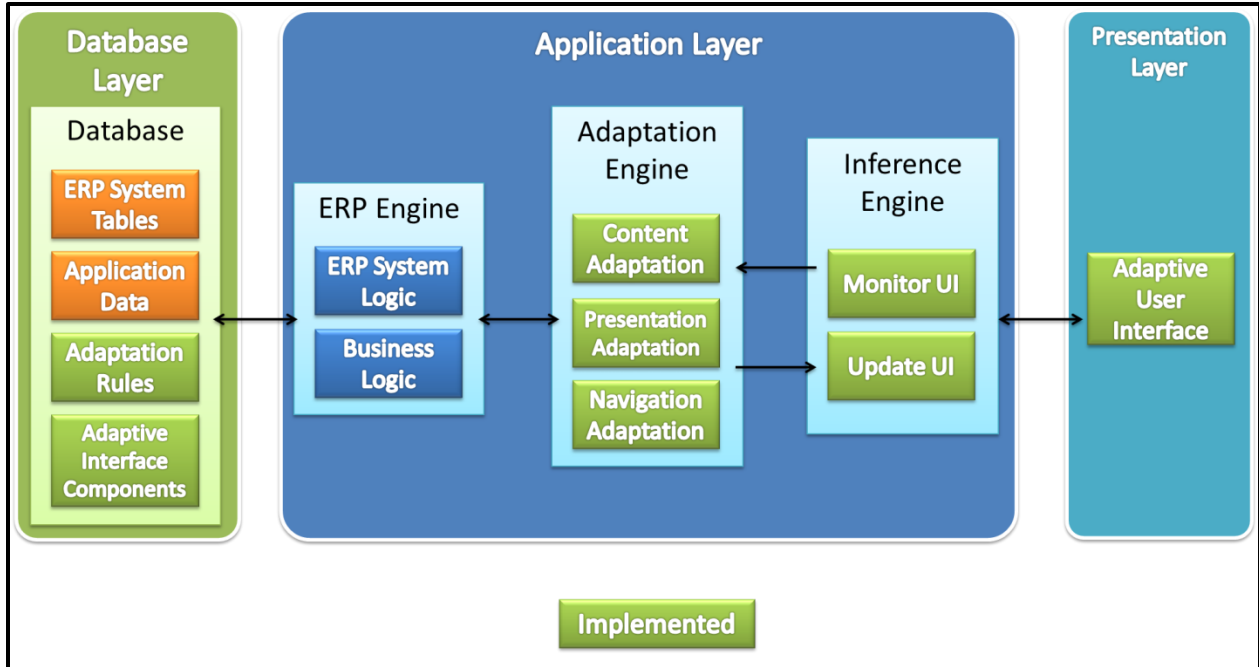 Database
Layer
Database
ERP System
Tables
Application
Data
Adaptation
Rules
Adaptive
Interface
Components
Application Layer
ERP Engine
ERP System
Logic
Business
Logic
Adaptation
Engine
Content
Adaptation
Presentation
Adaptation
Navigation
Adaptation
Inference
Engine
Monitor UI
Update UI
Presentation
Layer
Adaptive
User
Interface
Implemented